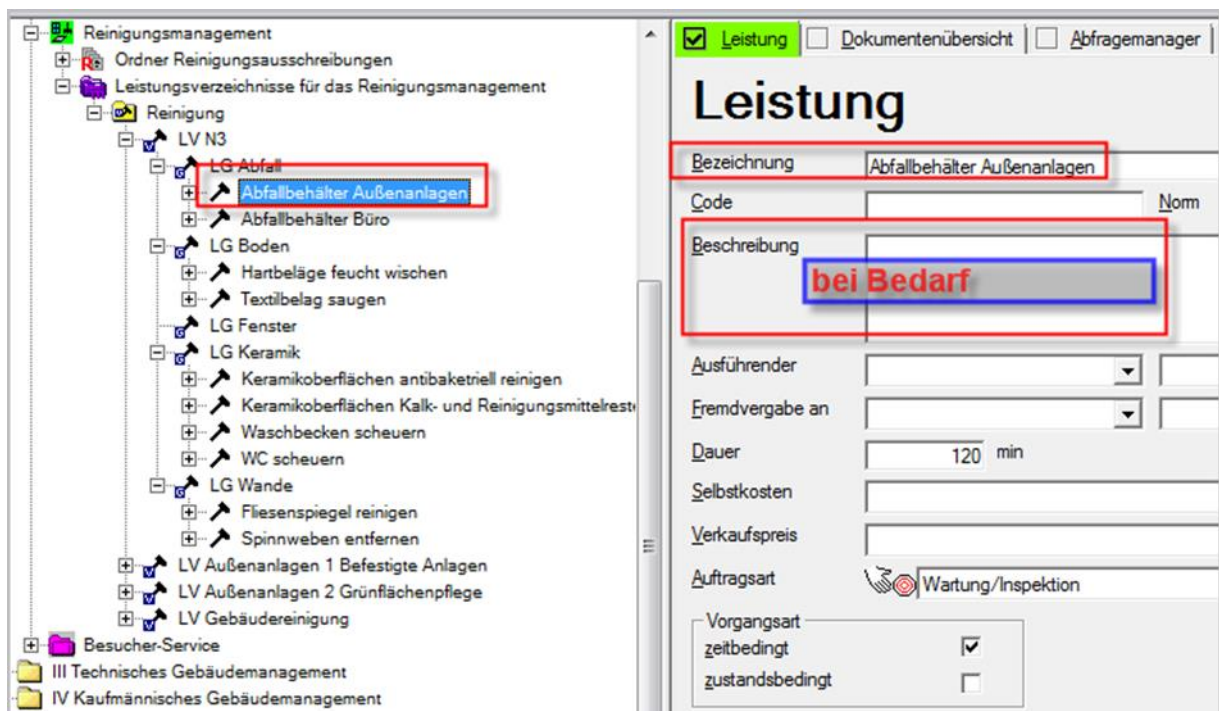 Reinigungsmanagement
Ordner Reinigungsausschreibungen
Leistungsverzeichnisse für das Reinigungsmanagement
Reinigung
LV N3
LG Abfall
Abfallbehälter Außenanlagen
Abfallbehälter Büro
LG Boden
Hartbeläge feucht wischen
Textilbelag saugen
LG Fenster
LG Keramik
Keramikoberflächen antibaketriell reinigen
Keramikoberflächen Kalk- und Reinigungsmittelreste
Waschbecken scheuern
WC scheuern
LG Wande
Fliesenspiegel reinigen
Spinnweben entfernen
LV Außenanlagen 1 Befestigte Anlagen
LV Außenanlagen 2 Grünflächenpflege
LV Gebäudereinigung
Besucher-Service
III Technisches Gebäudemanagement
IV Kaufmännisches Gebäudemanagement
Leistung Dokumentenübersicht Abfragemanager
Leistung
Bezeichnung Abfallbehälter Außenanlagen
Code Norm
Beschreibung
bei Bedarf
Ausführender
Fremdvergabe an
Dauer 120 min
Selbstkosten
Verkaufspreis
Auftragsart Wartung/Inspektion
Vorgangsart
zeitbedingt
zustandsbedingt